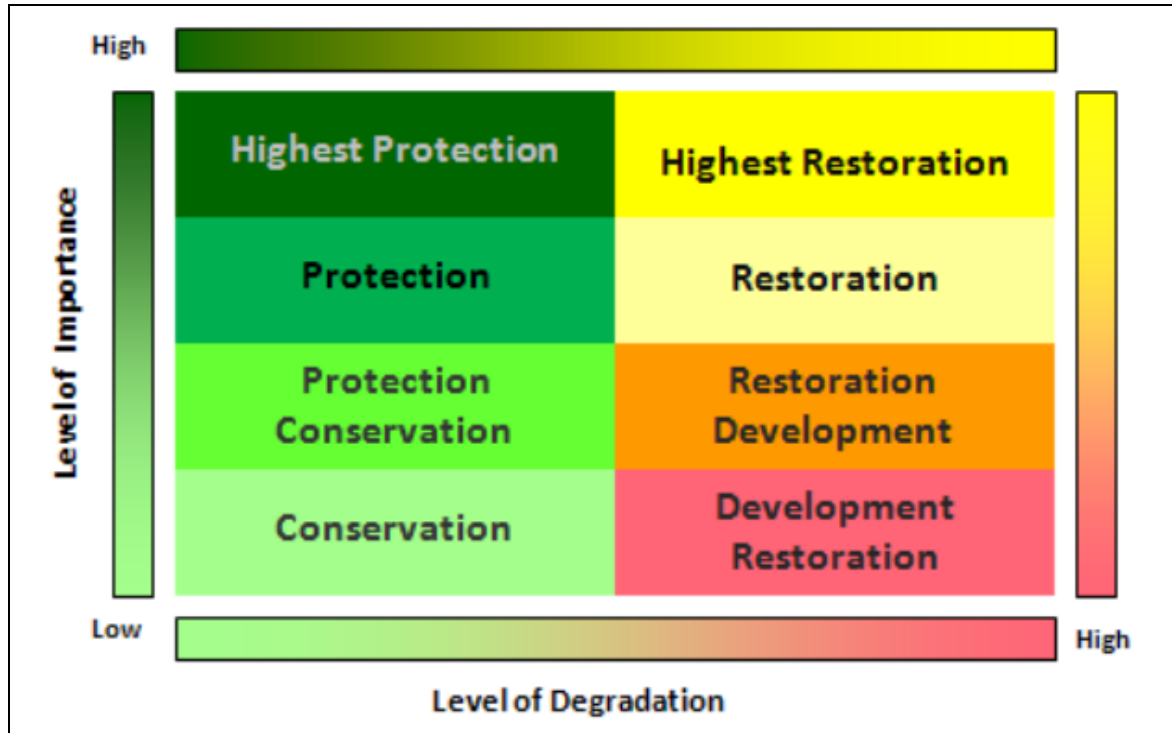 High
Highest Protection
Highest Restoration
Protection
Restoration
Protection
Conservation
Restoration
Development
Conservation
Development
Restoration
Level of Importance
Low
High
Level of Degradation